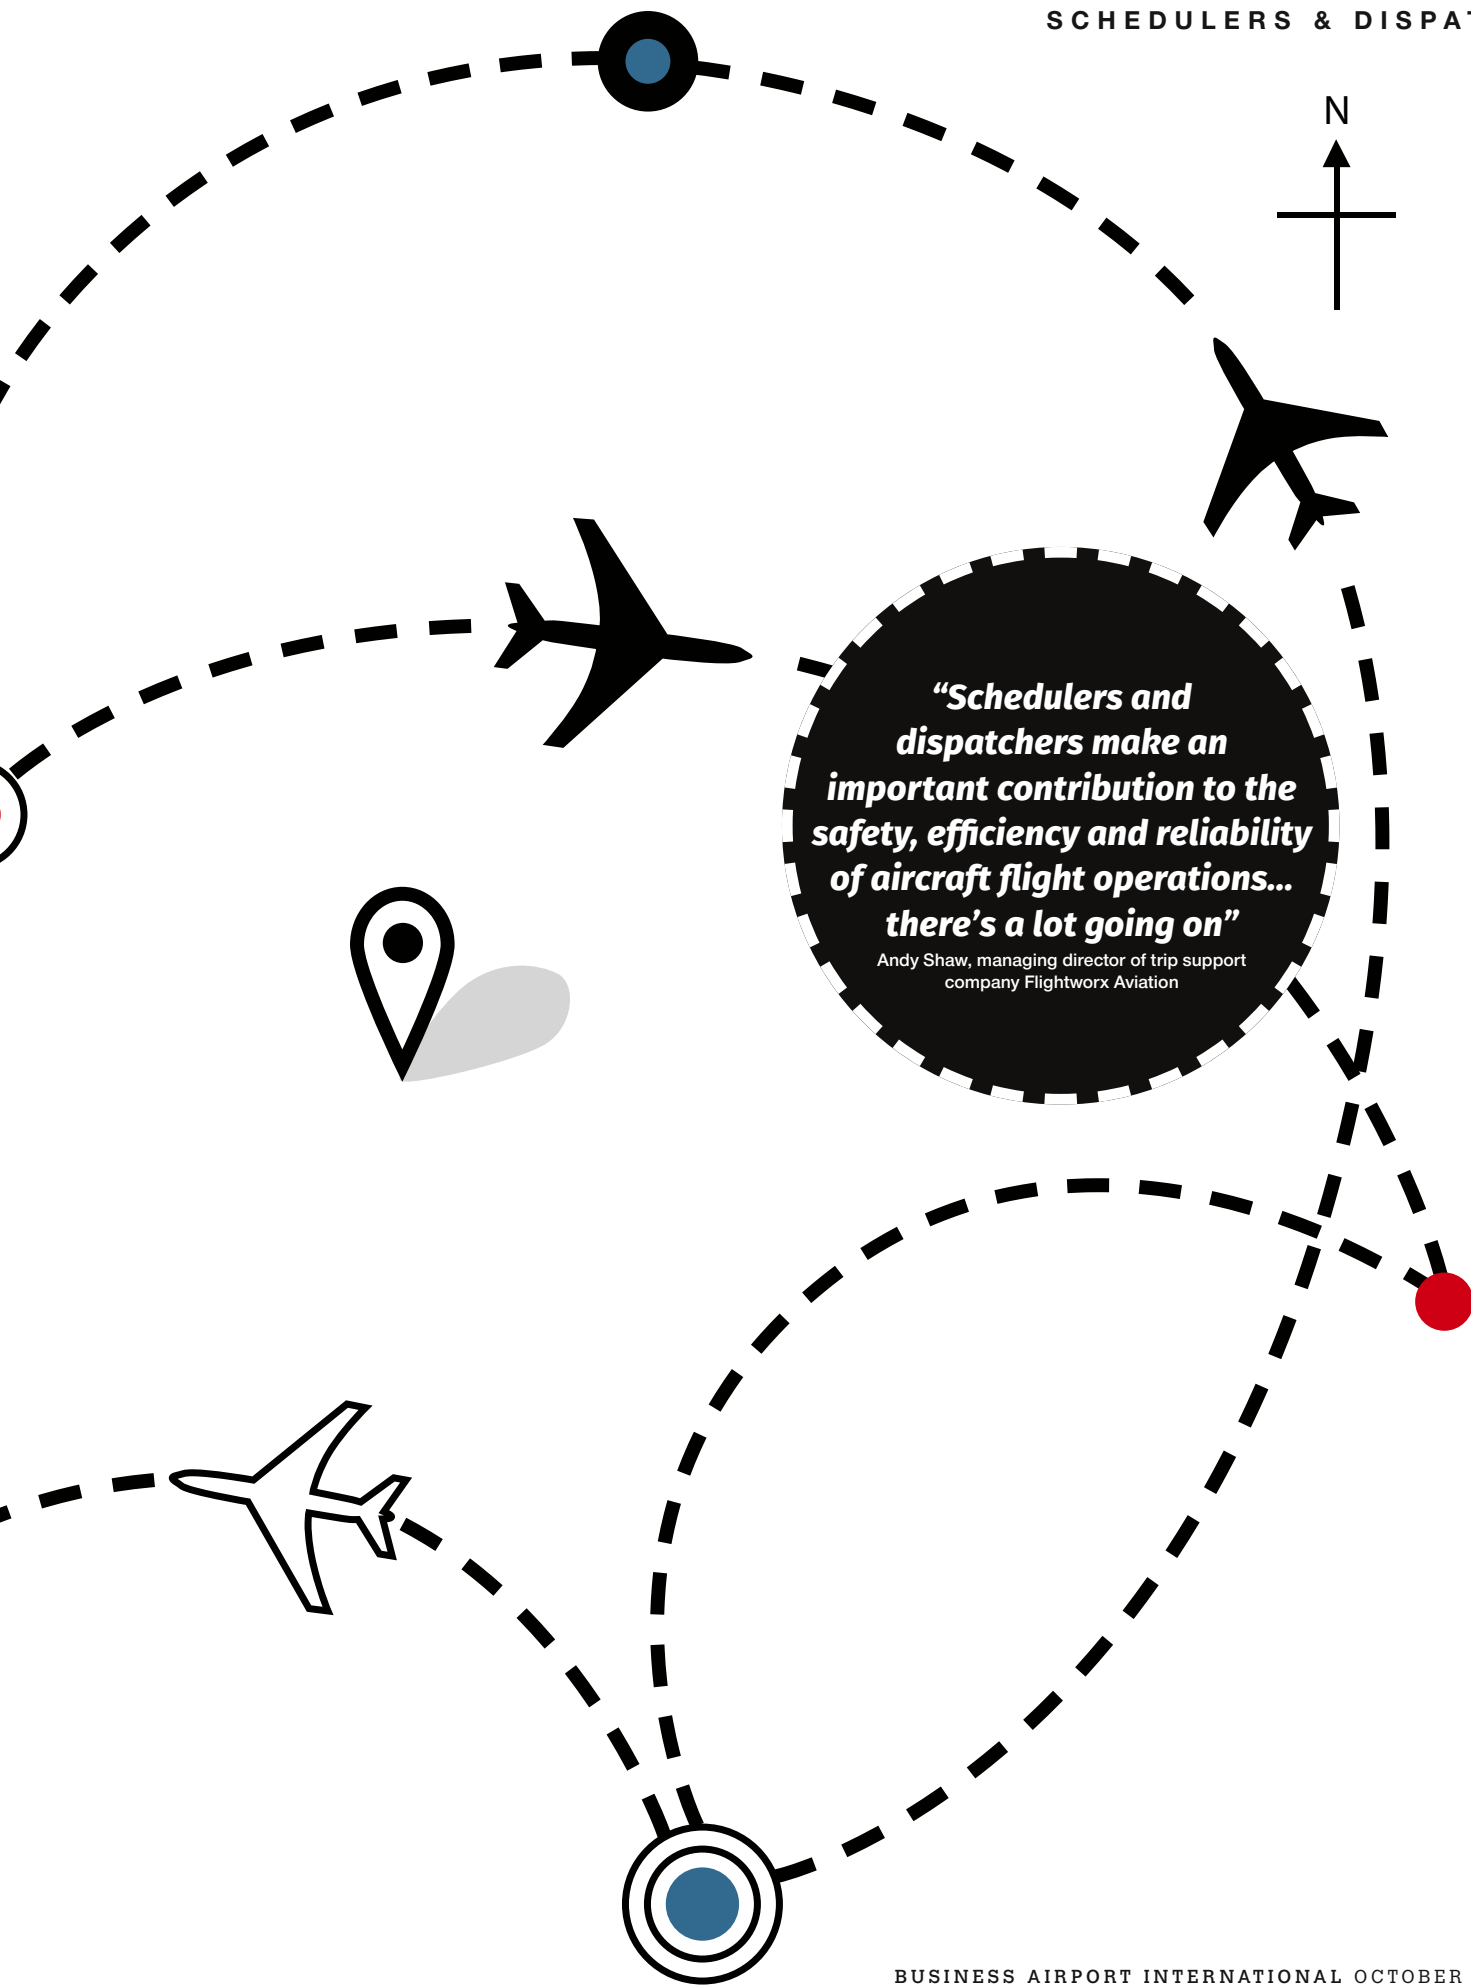 SCHEDULERS & DISPAT
N
“Schedulers and
dispatchers make an
important contribution to the
safety, efficiency and reliability
of aircraft flight operations...
there’s a lot going on”
Andy Shaw, managing director of trip support
company Flightworx Aviation
BUSINESS AIRPORT INTERNATIONAL OCTOBER